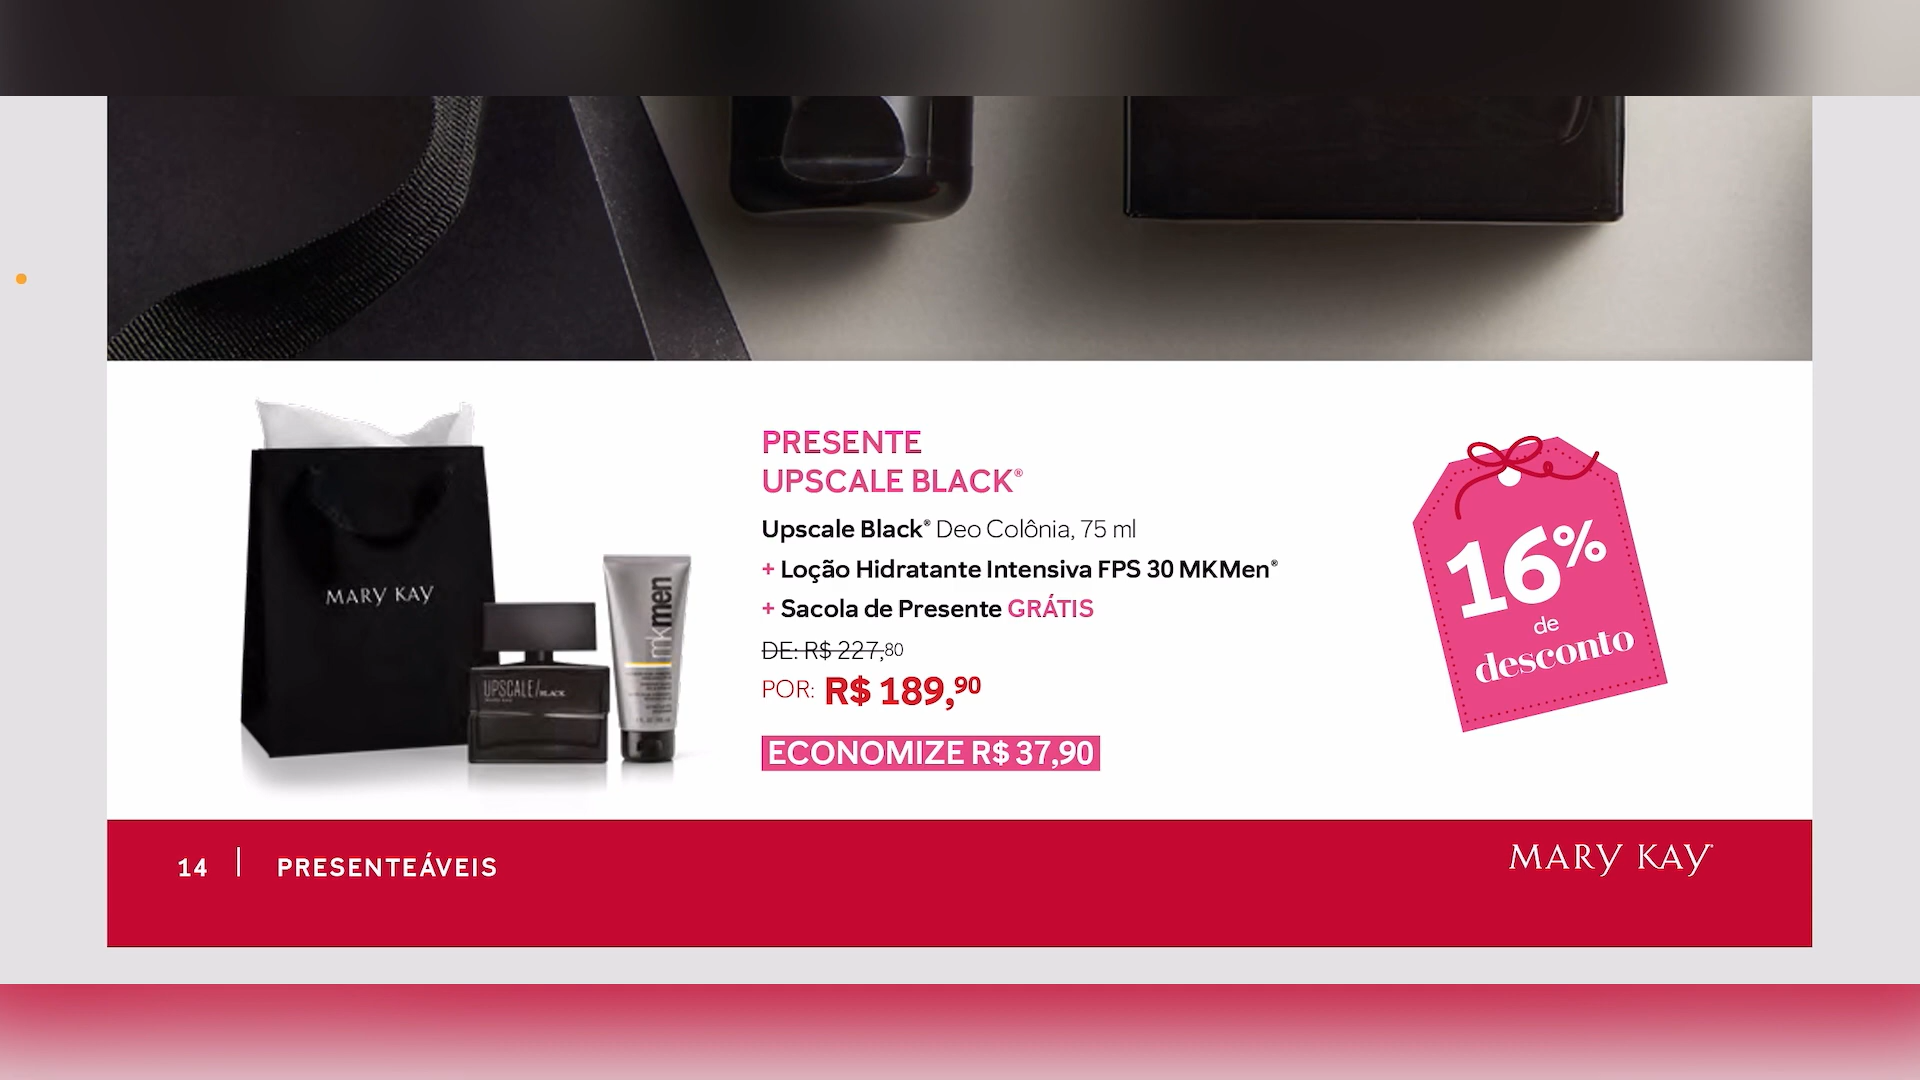 PRESENTE
UPSCALE BLACK®
Upscale Black® Deo Colônia, 75 ml
+ Loção Hidratante Intensiva FPS 30 MKMen®
+ Sacola de Presente GRÁTIS
DE: R$ 227,80
POR: R$ 189,90
ECONOMIZE R$ 37,90
16%
de
desconto
MARY KAY
UPSCALE/BLACK
mkmen
14 | PRESENTEÁVEIS
MARY KAY